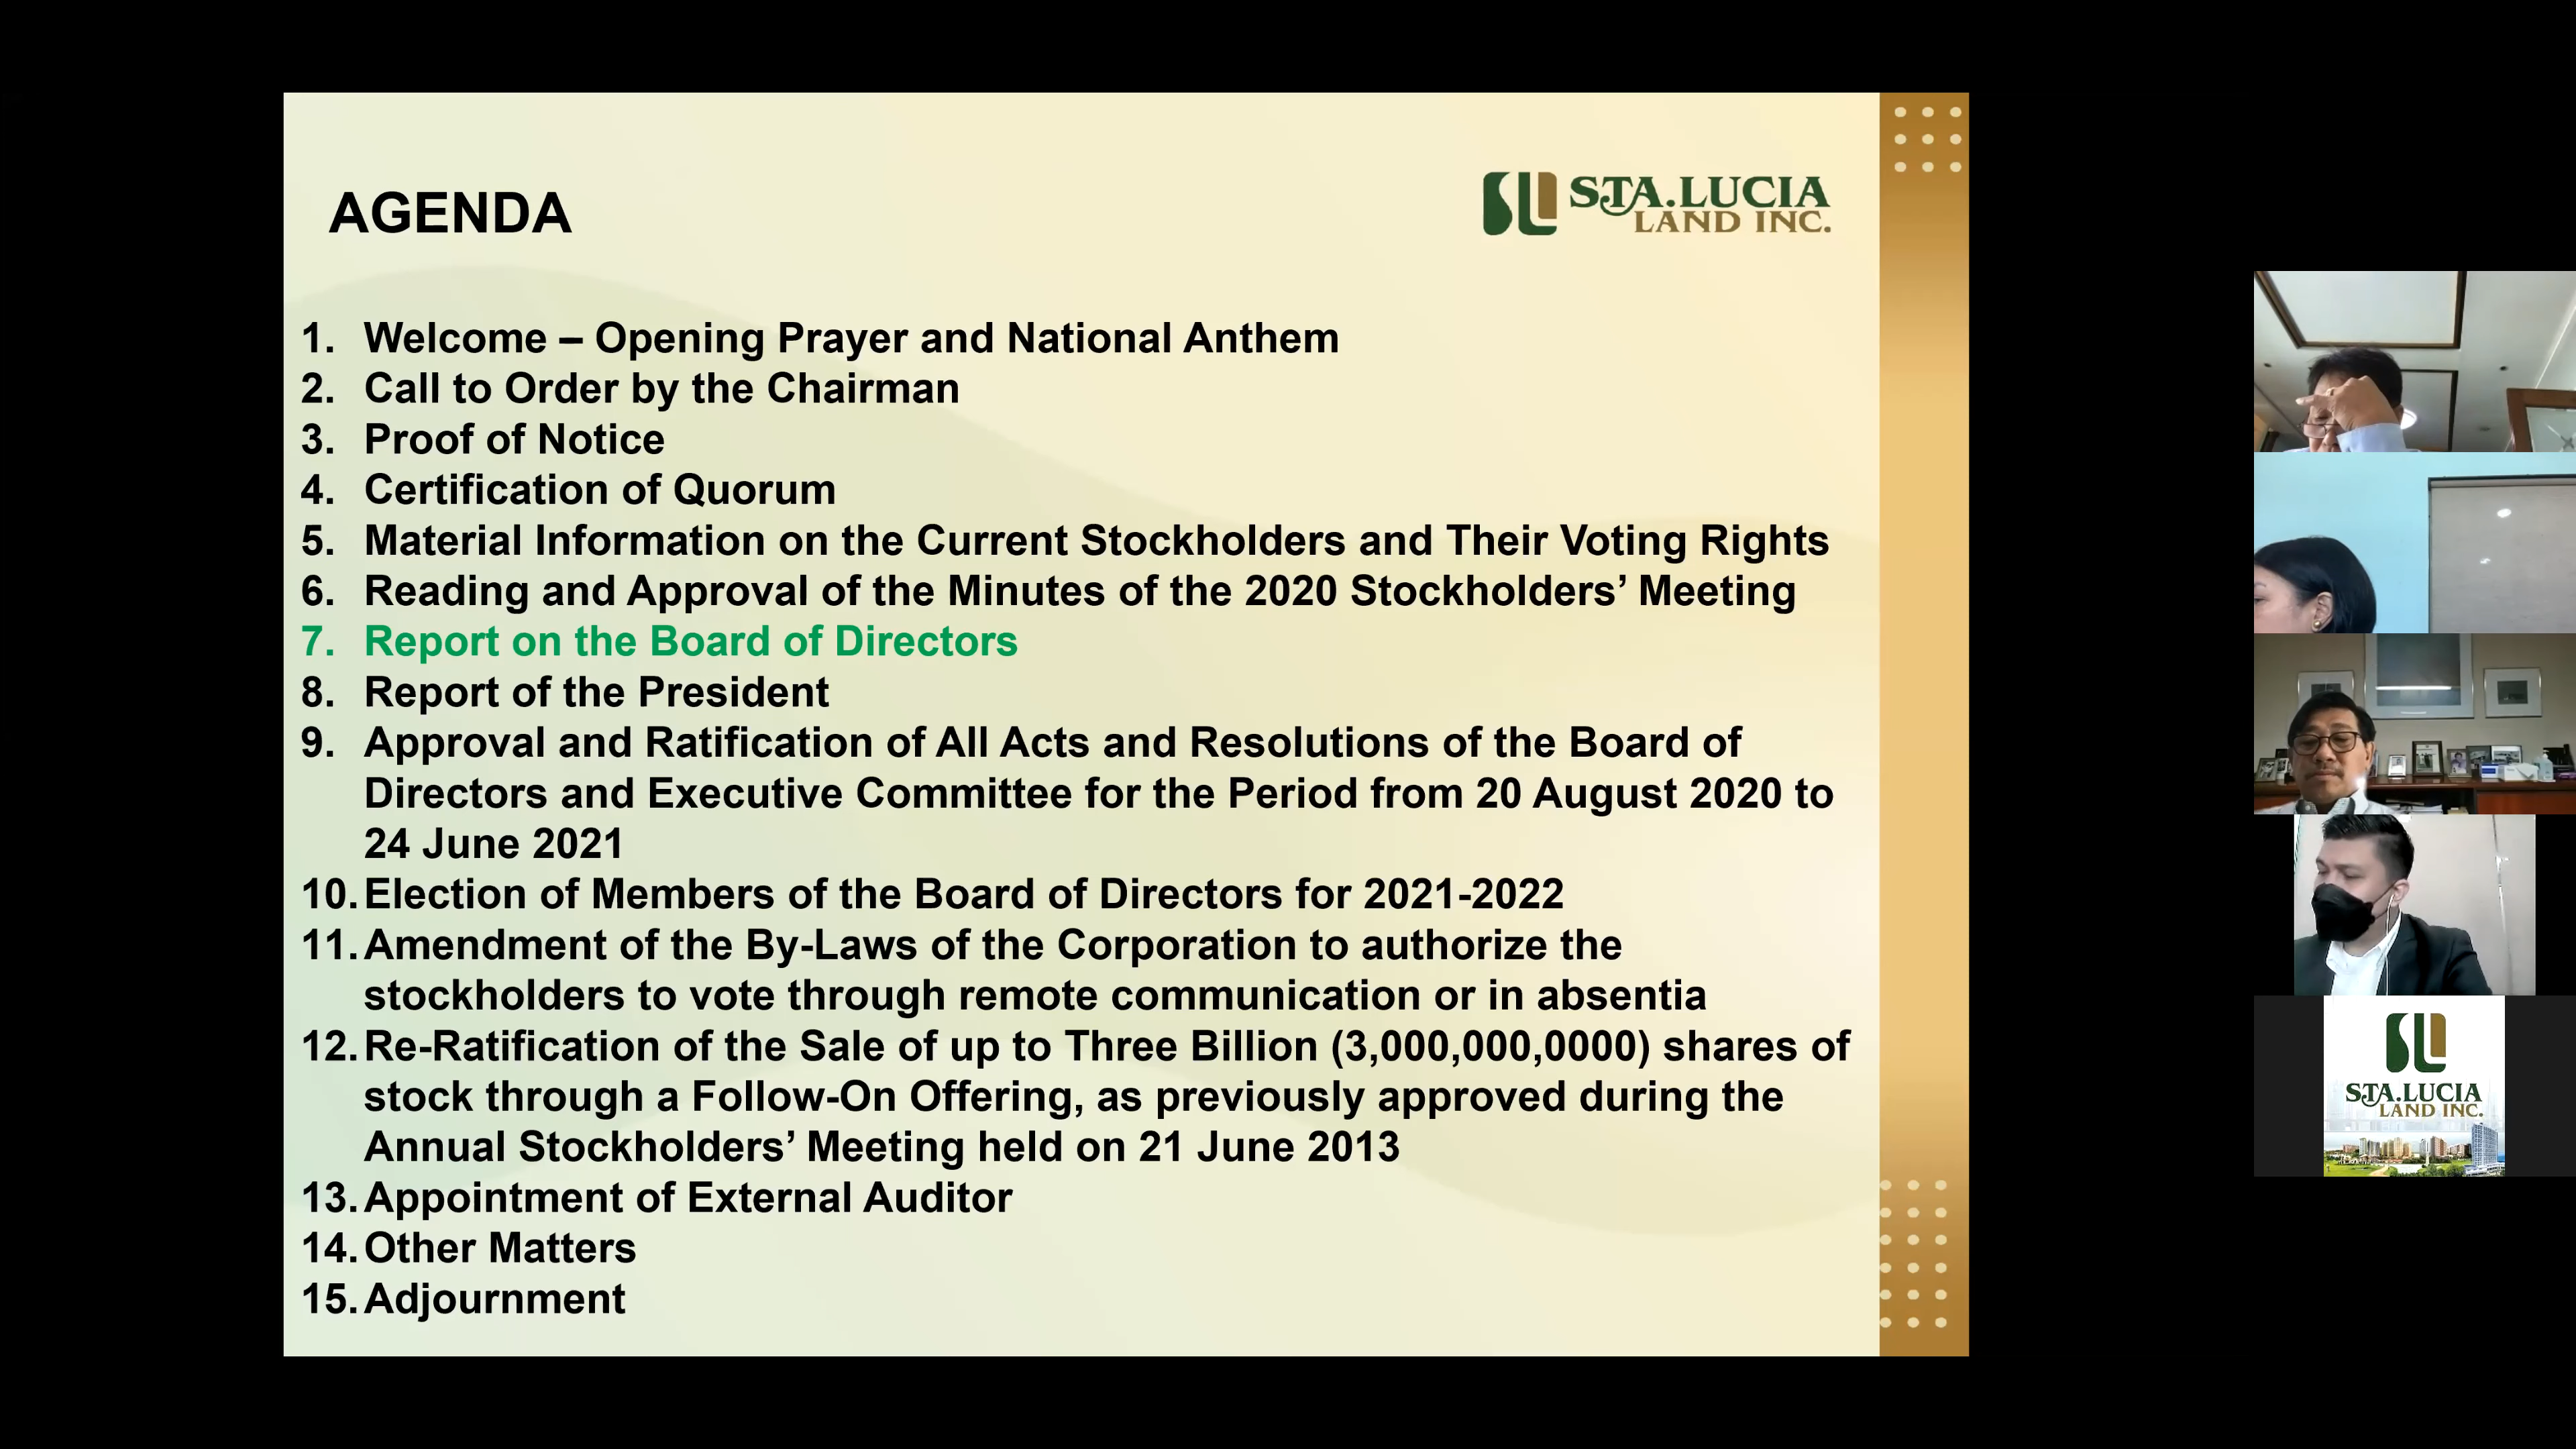 AGENDA
STA.LUCIA
LAND INC.
1. Welcome – Opening Prayer and National Anthem
2. Call to Order by the Chairman
3. Proof of Notice
4. Certification of Quorum
5. Material Information on the Current Stockholders and Their Voting Rights
6. Reading and Approval of the Minutes of the 2020 Stockholders’ Meeting
7. Report on the Board of Directors
8. Report of the President
9. Approval and Ratification of All Acts and Resolutions of the Board of
Directors and Executive Committee for the Period from 20 August 2020 to
24 June 2021
10. Election of Members of the Board of Directors for 2021-2022
11. Amendment of the By-Laws of the Corporation to authorize the
stockholders to vote through remote communication or in absentia
12. Re-Ratification of the Sale of up to Three Billion (3,000,000,0000) shares of
stock through a Follow-On Offering, as previously approved during the
Annual Stockholders’ Meeting held on 21 June 2013
13. Appointment of External Auditor
14. Other Matters
15. Adjournment
STA.LUCIA
LAND INC.